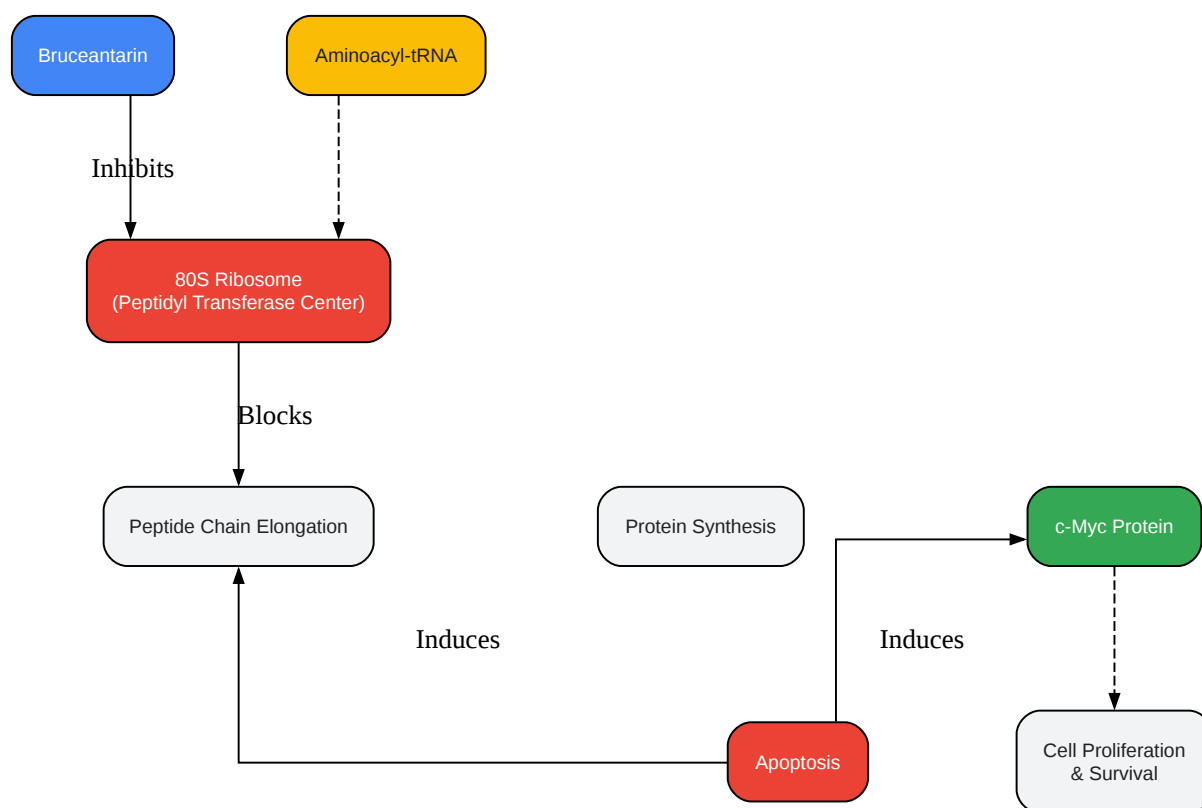 Bruceantarin
Aminoacyl-tRNA
Inhibits
80S Ribosome
(Peptidyl Transferase Center)
Blocks
Peptide Chain Elongation
Protein Synthesis
c-Myc Protein
Induces
Induces
Apoptosis
Cell Proliferation
& Survival